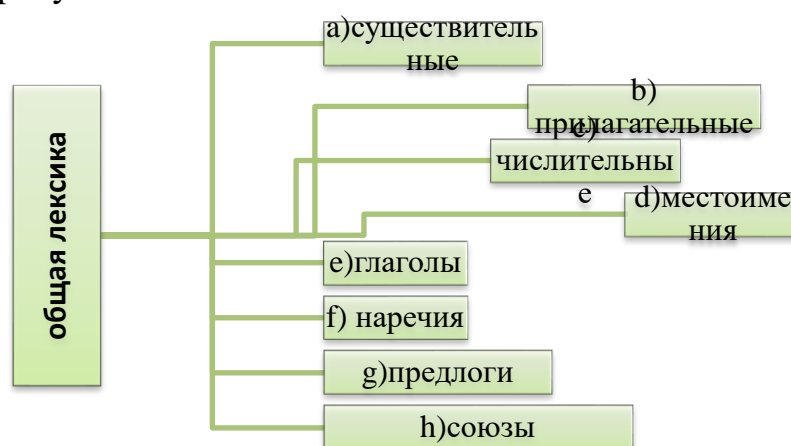 общая лексика
a)существитель
ные
b)
прилагательные
c)
числительны
е
d)местоиме
ния
e)глаголы
f) наречия
g)предлоги
h)союзы